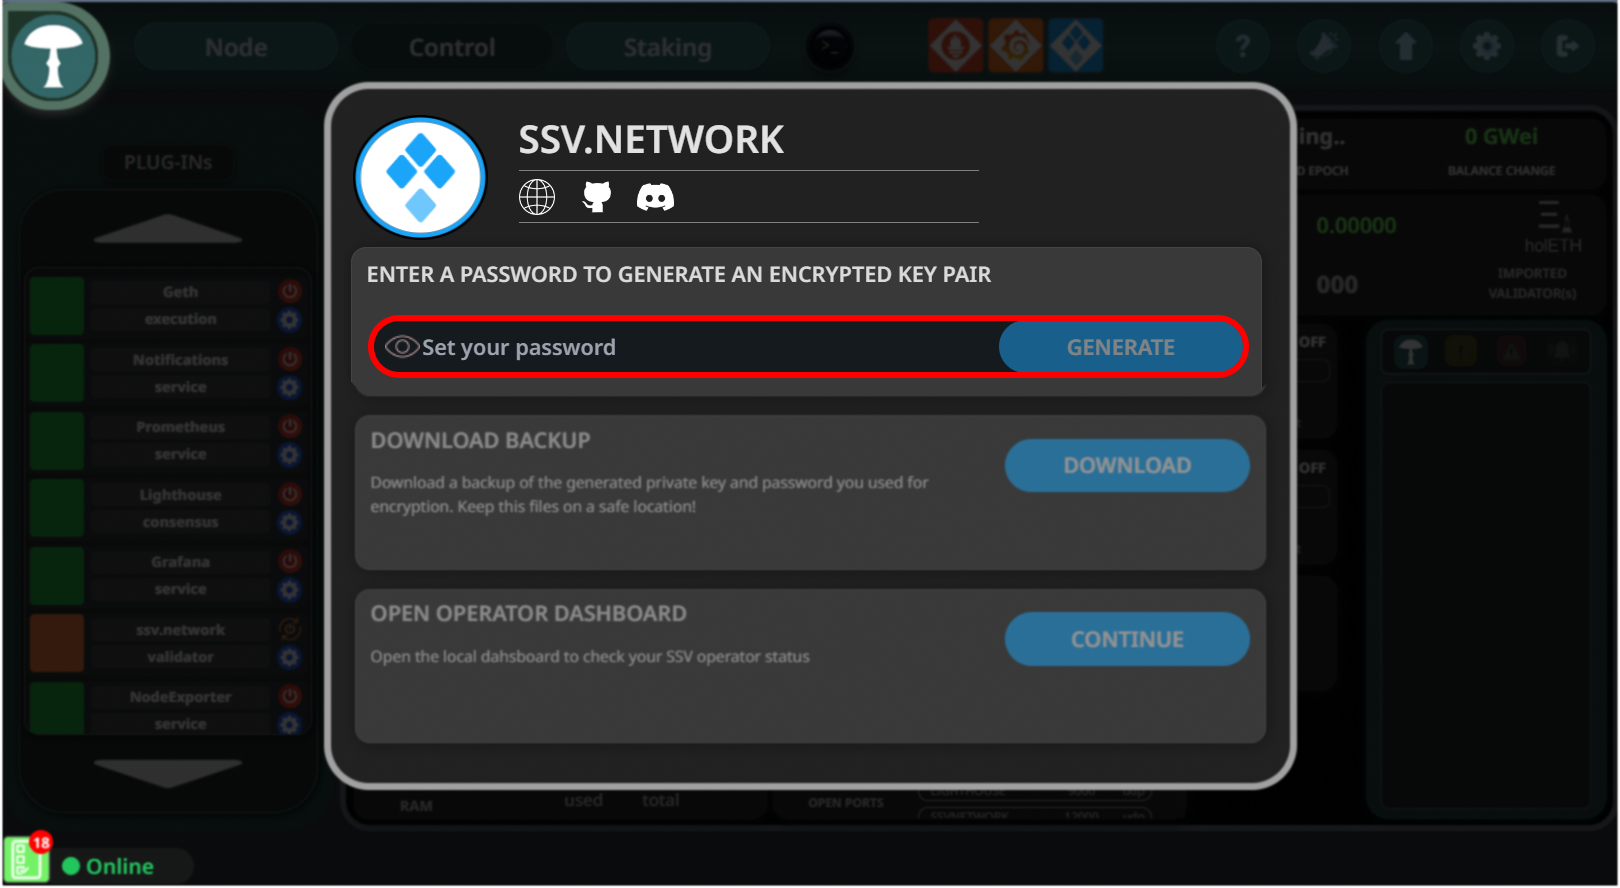 Node
Control
Staking
>_
?
PLUG-INs
Geth
execution
Notifications
service
Prometheus
service
Lighthouse
consensus
Grafana
service
ssv.network
validator
NodeExporter
service
SSV.NETWORK
ENTER A PASSWORD TO GENERATE AN ENCRYPTED KEY PAIR
Set your password
GENERATE
DOWNLOAD BACKUP
Download a backup of the generated private key and password you used for
encryption. Keep this files on a safe location!
DOWNLOAD
OPEN OPERATOR DASHBOARD
Open the local dahsboard to check your SSV operator status
CONTINUE
ing..
0 GWei
D EPOCH
BALANCE CHANGE
0.00000
holETH
000
IMPORTED
VALIDATOR(s)
OFF
OFF
RAM
used
total
OPEN PORTS
LIGHTHOUSE
SSVNETWORK
18
Online